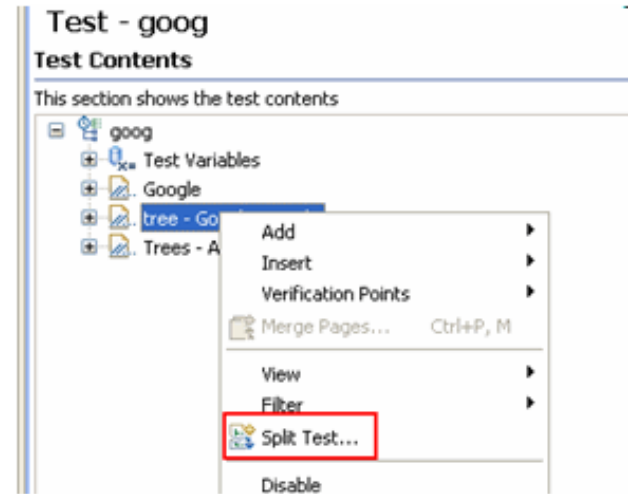 Test - goog
Test Contents
This section shows the test contents
goog
Test Variables
Google
tree - Go
Trees - A
Add
Insert
Verification Points
Merge Pages... Ctrl+P, M
View
Filter
Split Test...
Disable